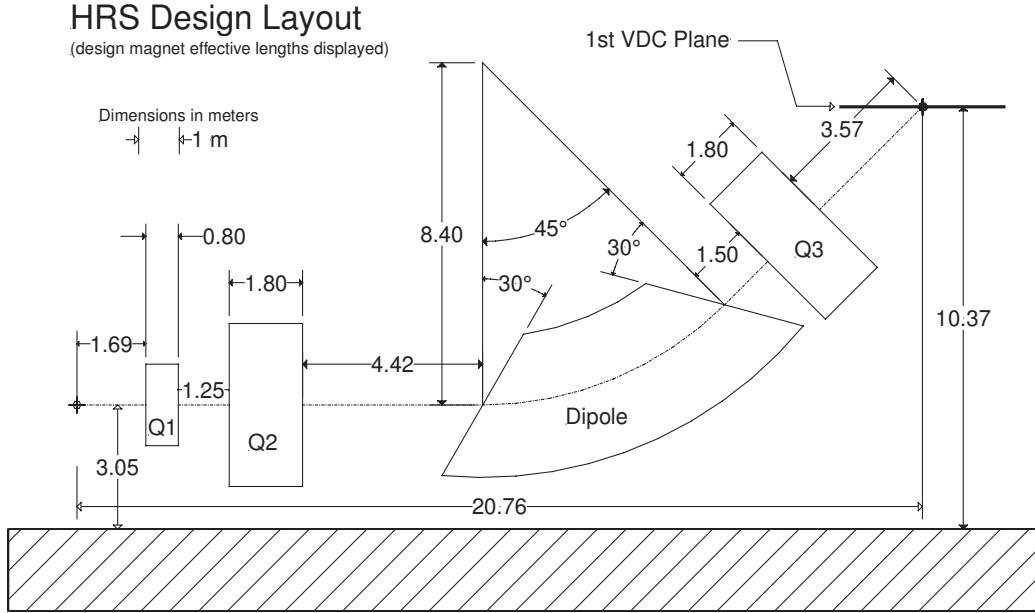 HRS Design Layout
(design magnet effective lengths displayed)
1st VDC Plane
Dimensions in meters
1 m
3.57
1.80
0.80
8.40
45°
30°
1.50
Q3
1.80
30°
10.37
1.69
4.42
1.25
Dipole
Q1
Q2
3.05
20.76